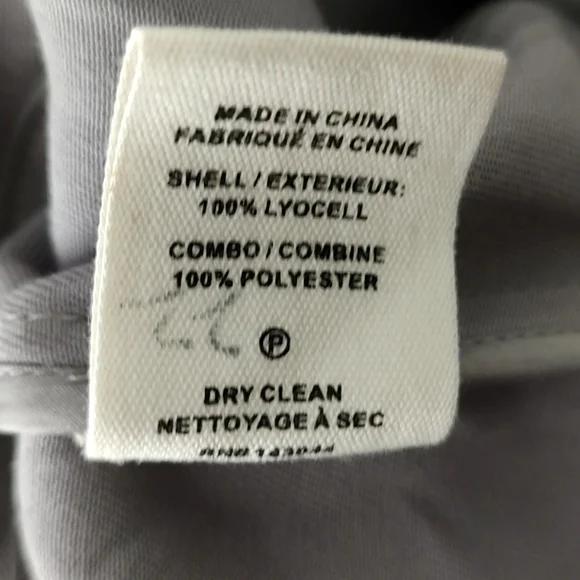 MADE IN CHINA
FABRIQUÉ EN CHINE
SHELL / EXTERIEUR:
100% LYOCELL
COMBO / COMBINE
100% POLYESTER
P
DRY CLEAN
NETTOYAGE À SEC